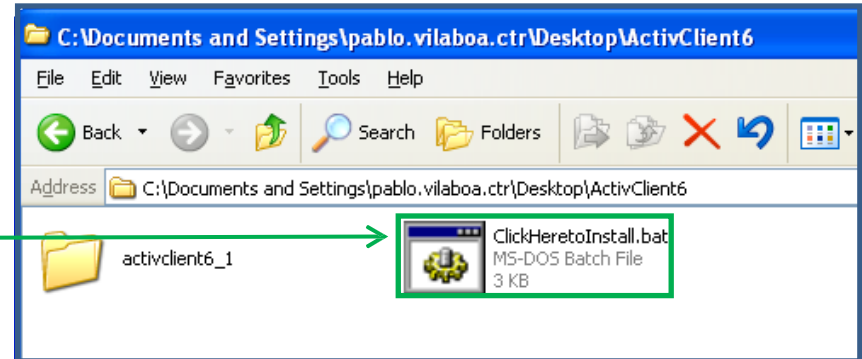 C:\Documents and Settings\pablo.vilaboa.ctr\Desktop\ActivClient6
File Edit View Favorites Tools Help
Back Search Folders
Address C:\Documents and Settings\pablo.vilaboa.ctr\Desktop\ActivClient6
activclient6_1
ClickHeretoInstall.bat
MS-DOS Batch File
3 KB